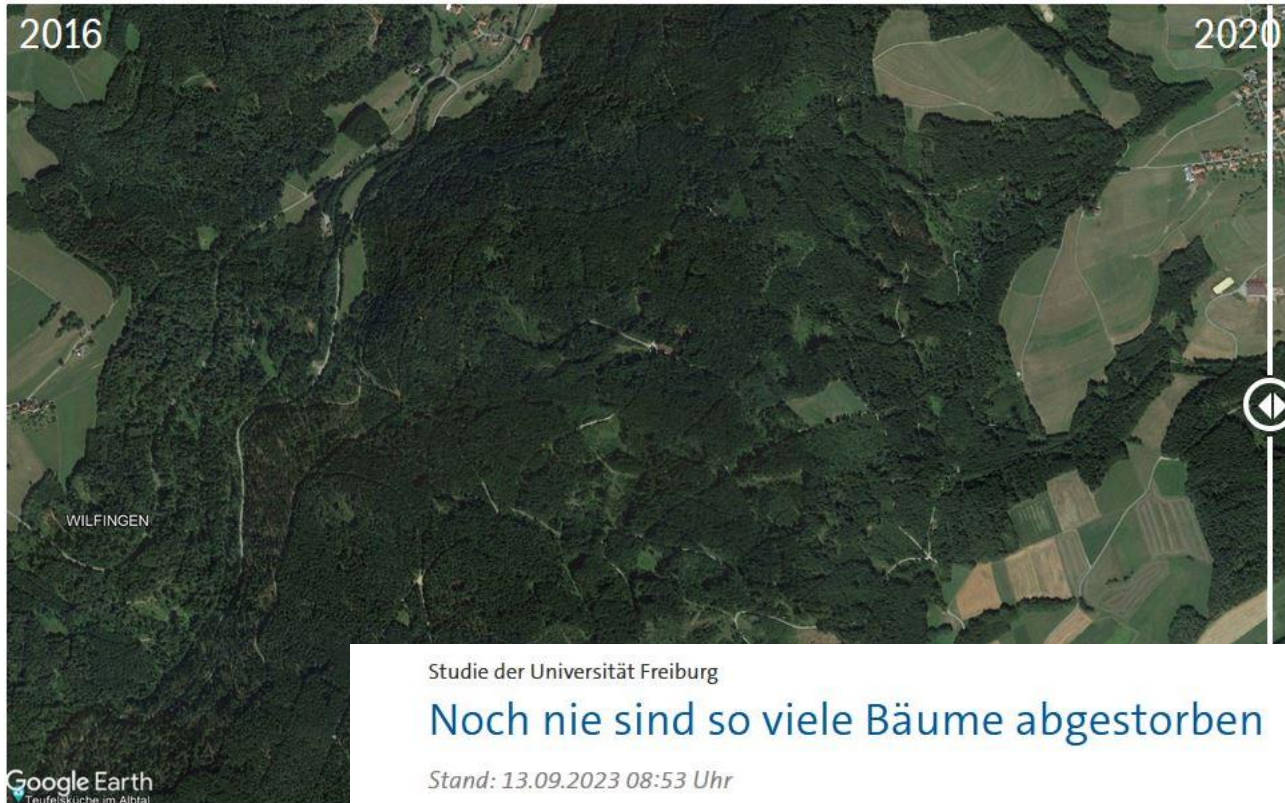 2016
2020
WILFINGEN
Google Earth
Teufelsküche im Albtal
Studie der Universität Freiburg
Noch nie sind so viele Bäume abgestorben
Stand: 13.09.2023 08:53 Uhr